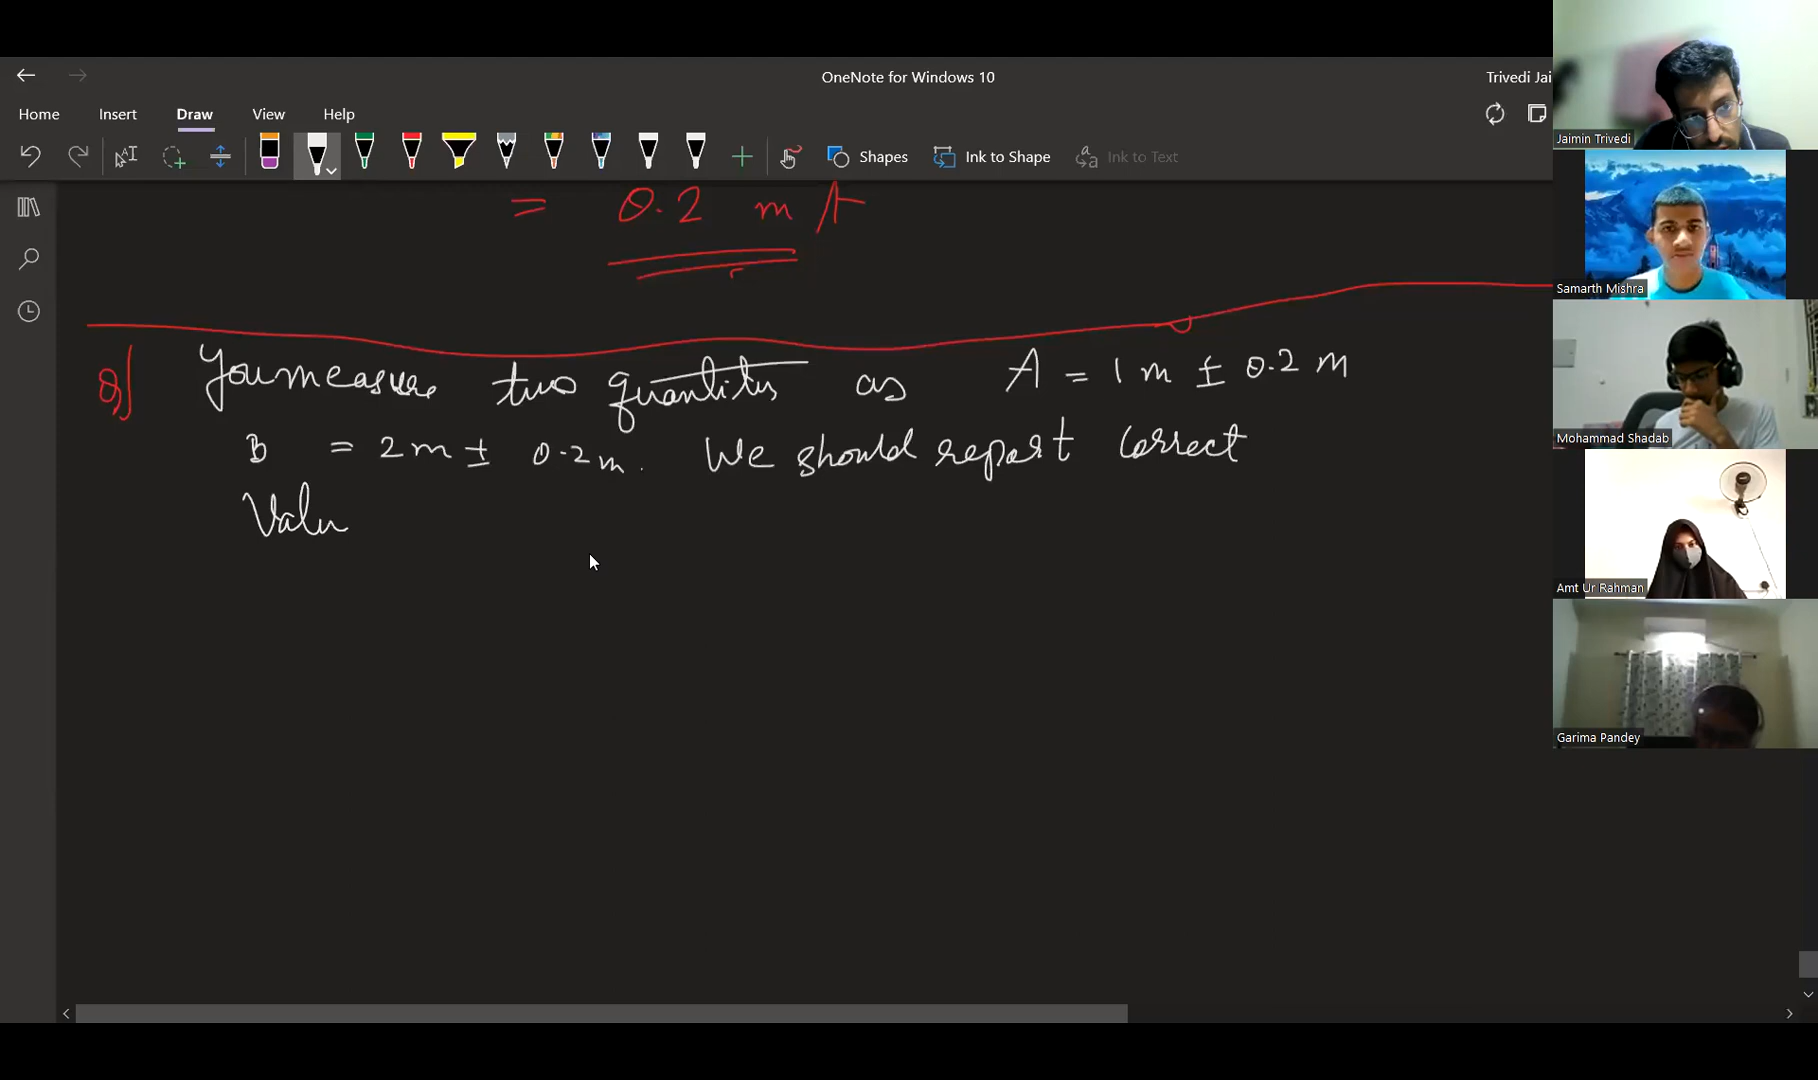 OneNote for Windows 10
Trivedi Jai
Home Insert Draw View Help
Shapes Ink to Shape Ink to Text
= 0.2 m
Q) You measure two quantitis as A = 1 m ± 0.2 m
B = 2 m ± 0.2 m. We should report correct
Valu
Jaimin Trivedi
Samarth Mishra
Mohammad Shadab
Amt Ur Rahman
Garima Pandey